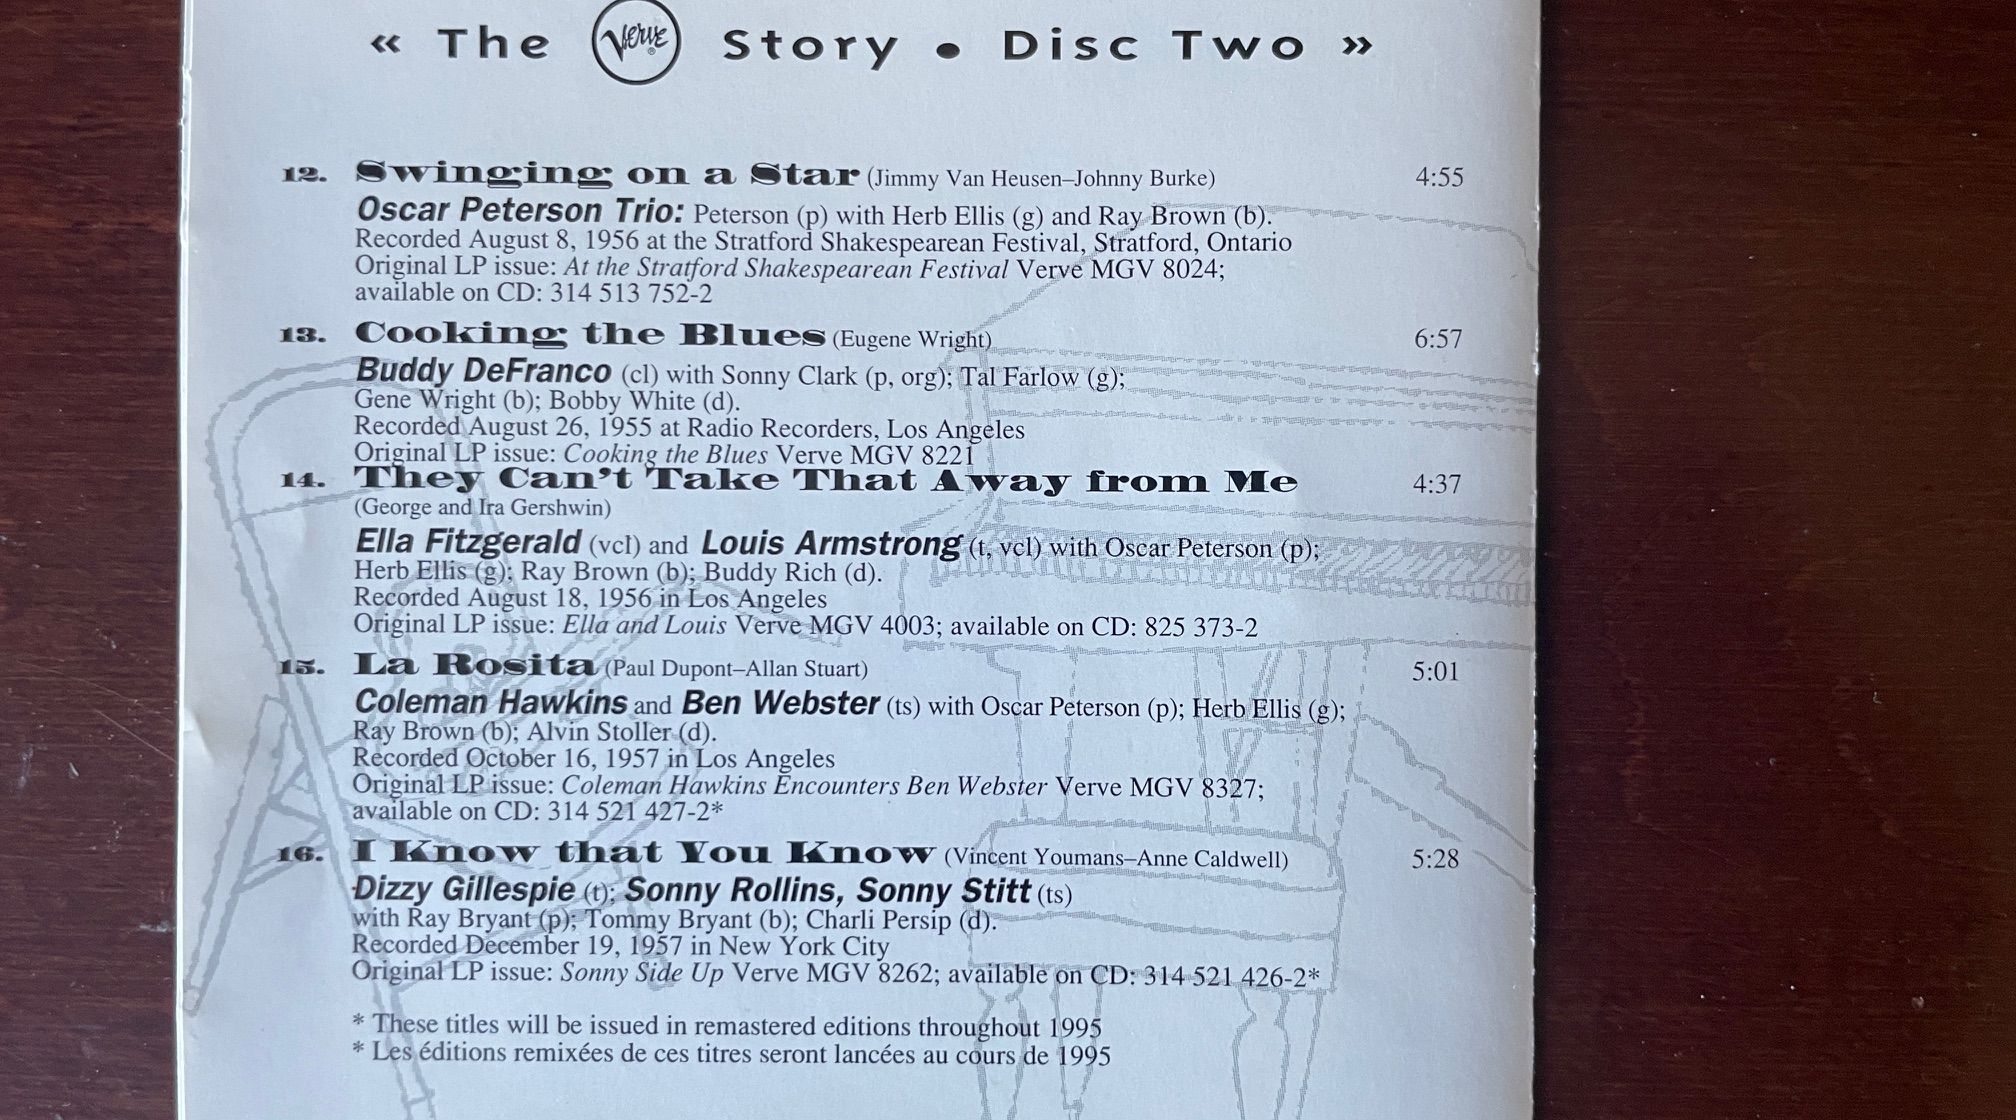 « The Verve® Story • Disc Two »
12. Swinging on a Star (Jimmy Van Heusen–Johnny Burke) 4:55
Oscar Peterson Trio: Peterson (p) with Herb Ellis (g) and Ray Brown (b).
Recorded August 8, 1956 at the Stratford Shakespearean Festival, Stratford, Ontario
Original LP issue: At the Stratford Shakespearean Festival Verve MGV 8024;
available on CD: 314 513 752-2
13. Cooking the Blues (Eugene Wright) 6:57
Buddy DeFranco (cl) with Sonny Clark (p, org); Tal Farlow (g);
Gene Wright (b); Bobby White (d).
Recorded August 26, 1955 at Radio Recorders, Los Angeles
Original LP issue: Cooking the Blues Verve MGV 8221
14. They Can't Take That Away from Me 4:37
(George and Ira Gershwin)
Ella Fitzgerald (vcl) and Louis Armstrong (t, vcl) with Oscar Peterson (p);
Herb Ellis (g); Ray Brown (b); Buddy Rich (d).
Recorded August 18, 1956 in Los Angeles
Original LP issue: Ella and Louis Verve MGV 4003; available on CD: 825 373-2
15. La Rosita (Paul Dupont–Allan Stuart) 5:01
Coleman Hawkins and Ben Webster (ts) with Oscar Peterson (p); Herb Ellis (g);
Ray Brown (b); Alvin Stoller (d).
Recorded October 16, 1957 in Los Angeles
Original LP issue: Coleman Hawkins Encounters Ben Webster Verve MGV 8327;
available on CD: 314 521 427-2*
16. I Know that You Know (Vincent Youmans–Anne Caldwell) 5:28
Dizzy Gillespie (t); Sonny Rollins, Sonny Stitt (ts)
with Ray Bryant (p); Tommy Bryant (b); Charli Persip (d).
Recorded December 19, 1957 in New York City
Original LP issue: Sonny Side Up Verve MGV 8262; available on CD: 314 521 426-2*
* These titles will be issued in remastered editions throughout 1995
* Les éditions remixées de ces titres seront lancées au cours de 1995